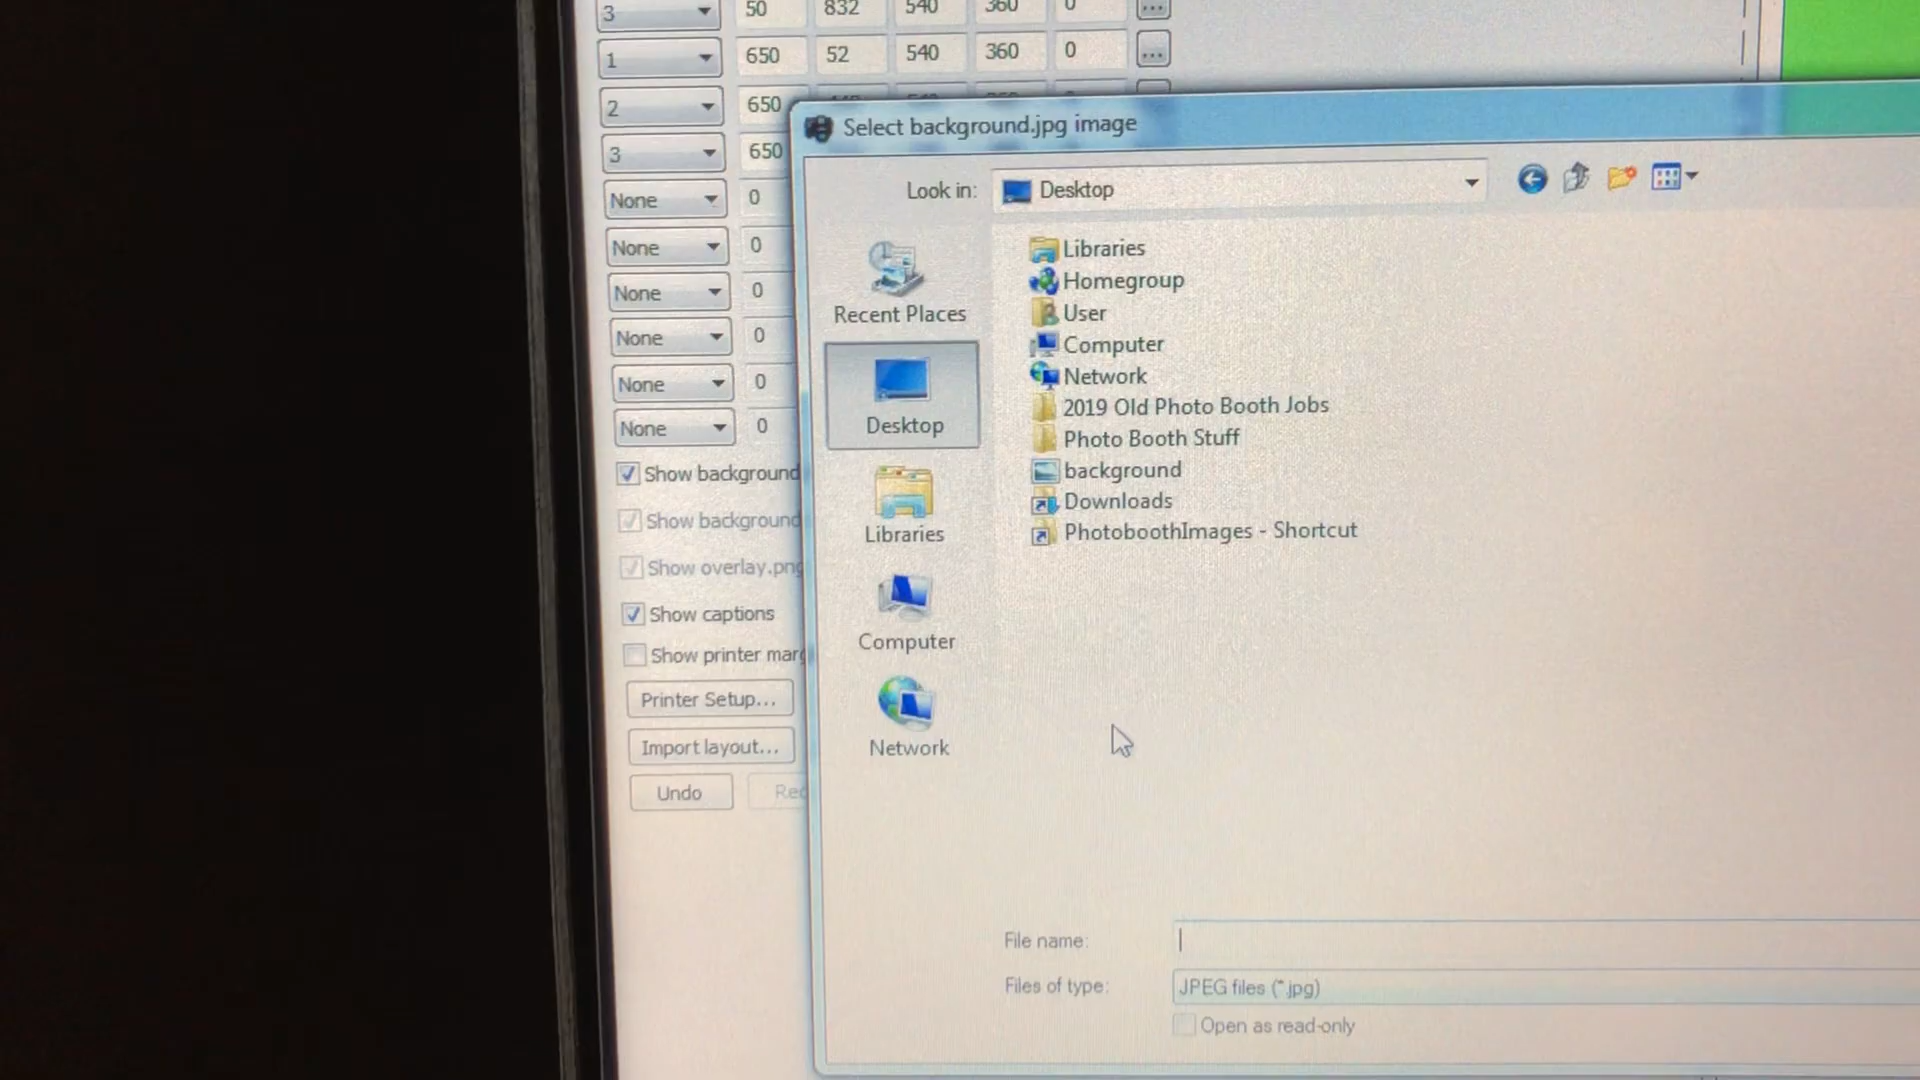 3 50 832 540 360 0 ...
1 650 52 540 360 0 ...
2 650
3 650
None 0
None 0
None 0
None 0
None 0
None 0
Show background
Show background
Show overlay.png
Show captions
Show printer marg
Printer Setup...
Import layout...
Undo Red
Select background.jpg image
Look in: Desktop
Recent Places
Desktop
Libraries
Computer
Network
Libraries
Homegroup
User
Computer
Network
2019 Old Photo Booth Jobs
Photo Booth Stuff
background
Downloads
PhotoboothImages - Shortcut
File name:
Files of type: JPEG files (*.jpg)
Open as read-only